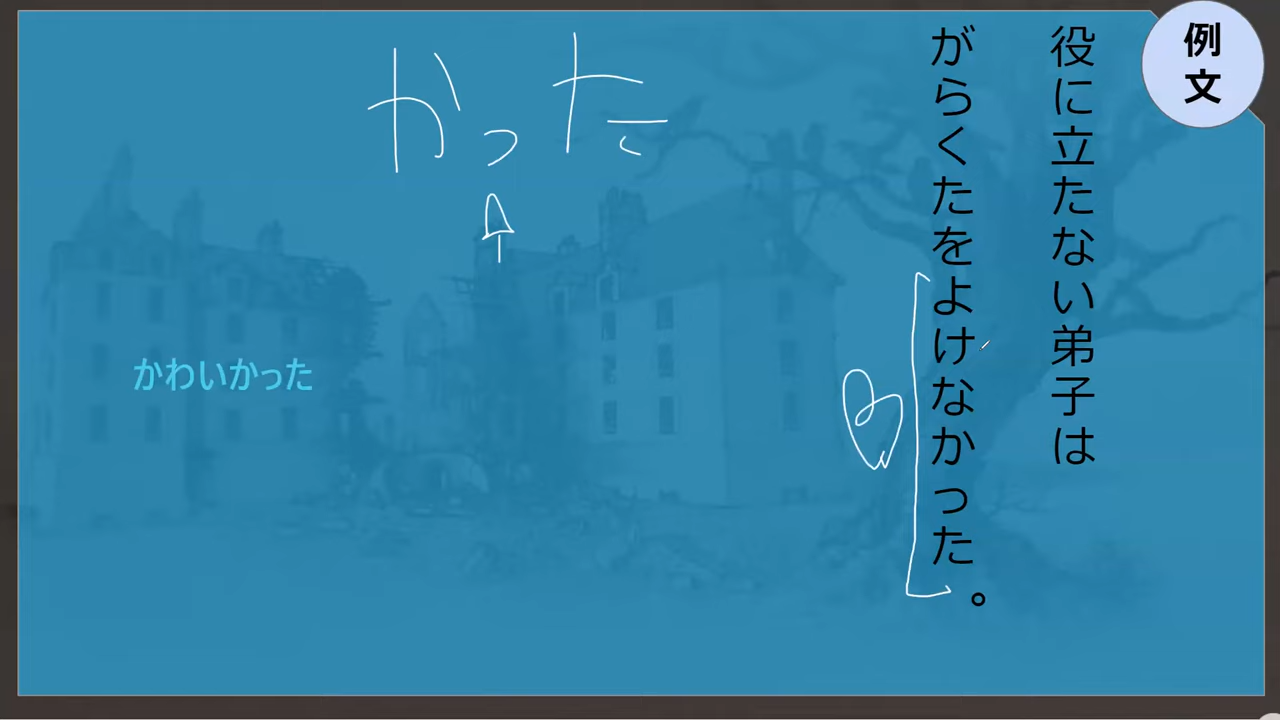 例文
役に立たない弟子は
がらくたをよけなかった。
かった
かわいかった